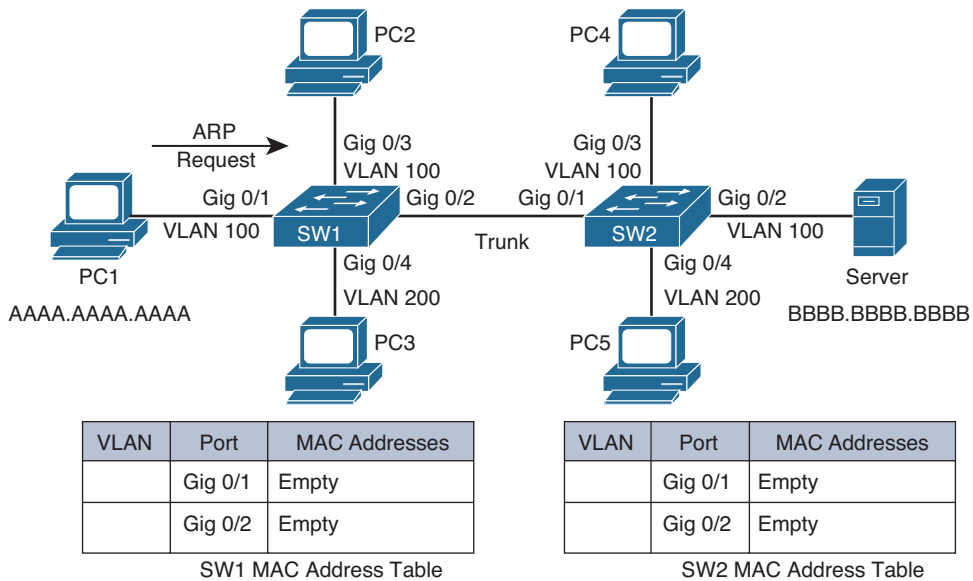 PC2
PC4
ARP
Request
Gig 0/3
VLAN 100
Gig 0/3
VLAN 100
Gig 0/1
VLAN 100
SW1
Gig 0/2
Trunk
Gig 0/1
SW2
Gig 0/2
VLAN 100
PC1
AAAA.AAAA.AAAA
Gig 0/4
VLAN 200
Gig 0/4
VLAN 200
Server
BBBB.BBBB.BBBB
PC3
PC5
VLAN Port MAC Addresses
Gig 0/1 Empty
Gig 0/2 Empty
SW1 MAC Address Table
VLAN Port MAC Addresses
Gig 0/1 Empty
Gig 0/2 Empty
SW2 MAC Address Table